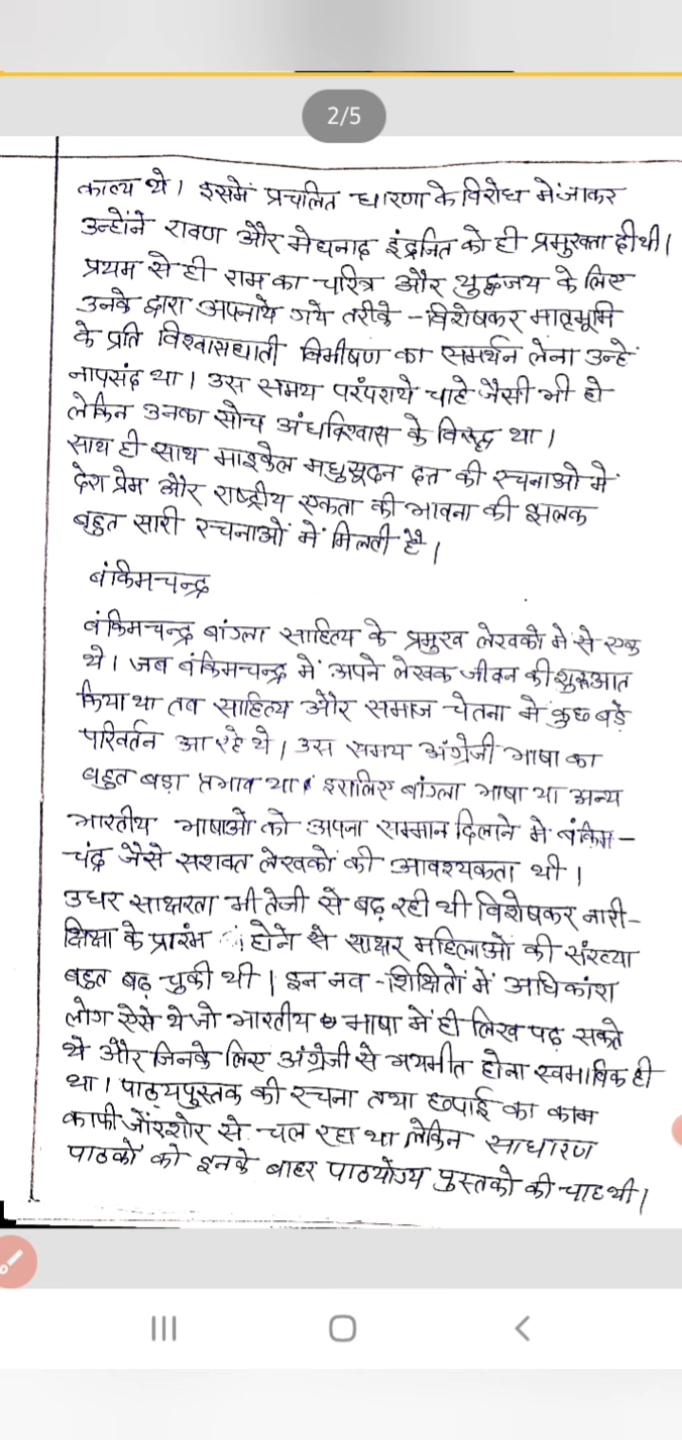 2/5
काव्य थे। इसमें प्रचलित धारणा के विरोध में जाकर
उन्होंने रावण और मेघनाद इंद्रजित को ही प्रमुखता दी थी।
प्रथम से ही राम का चरित्र और युद्धजय के लिए
उनके द्वारा अपनाये गये तरीके - विशेषकर मातृभूमि
के प्रति विश्वासघाती विभीषण का समर्थन लेना उन्हें
नापसंद था। उस समय परंपराये चाहे जैसी भी हो
लेकिन उनका सोच अंधविश्वास के विरूद्ध था।
साथ ही साथ माइकेल मधुसूदन दत्त की रचनाओ में
देश प्रेम और राष्ट्रीय एकता की भावना की झलक
बहुत सारी रचनाओं में मिलती है।
बंकिमचन्द्र
बंकिमचन्द्र बांग्ला साहित्य के प्रमुख लेखको मे से एक
थे। जब बंकिमचन्द्र में अपने लेखक जीवन की शुरूआत
किया था तब साहित्य और समाज चेतना मे कुछ बड़े
परिवर्तन आ रहे थे। उस समय अंग्रेजी भाषा का
बहुत बड़ा प्रभाव था। इसलिए बांग्ला भाषा या अन्य
भारतीय भाषाओ को अपना सम्मान दिलाने मे बंकिम -
चंद्र जैसे सशक्त लेखकों की आवश्यकता थी।
उधर साक्षरता भी तेजी से बढ़ रही थी विशेषकर नारी-
शिक्षा के प्रारंभ होने से साक्षर महिलाओं की संख्या
बहुत बढ़ चुकी थी। इन नव - शिक्षितों में अधिकांश
लोग ऐसे थे जो भारतीय भाषा में ही लिख पढ़ सकते
थे और जिनके लिए अंग्रेजी से भयभीत होना स्वभाविक ही
था। पाठ्यपुस्तक की रचना तथा छपाई का काम
काफी जोंरशोर से चल रहा था लेकिन साधारण
पाठकों को इनके बाहर पाठयोग्य पुस्तको की चाह थी।